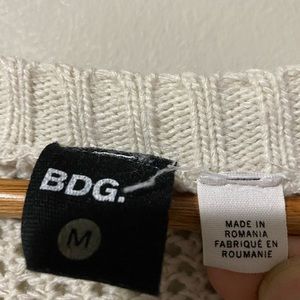 BDG.
M
MADE IN
ROMANIA
FABRIQUÉ EN
ROUMANIE